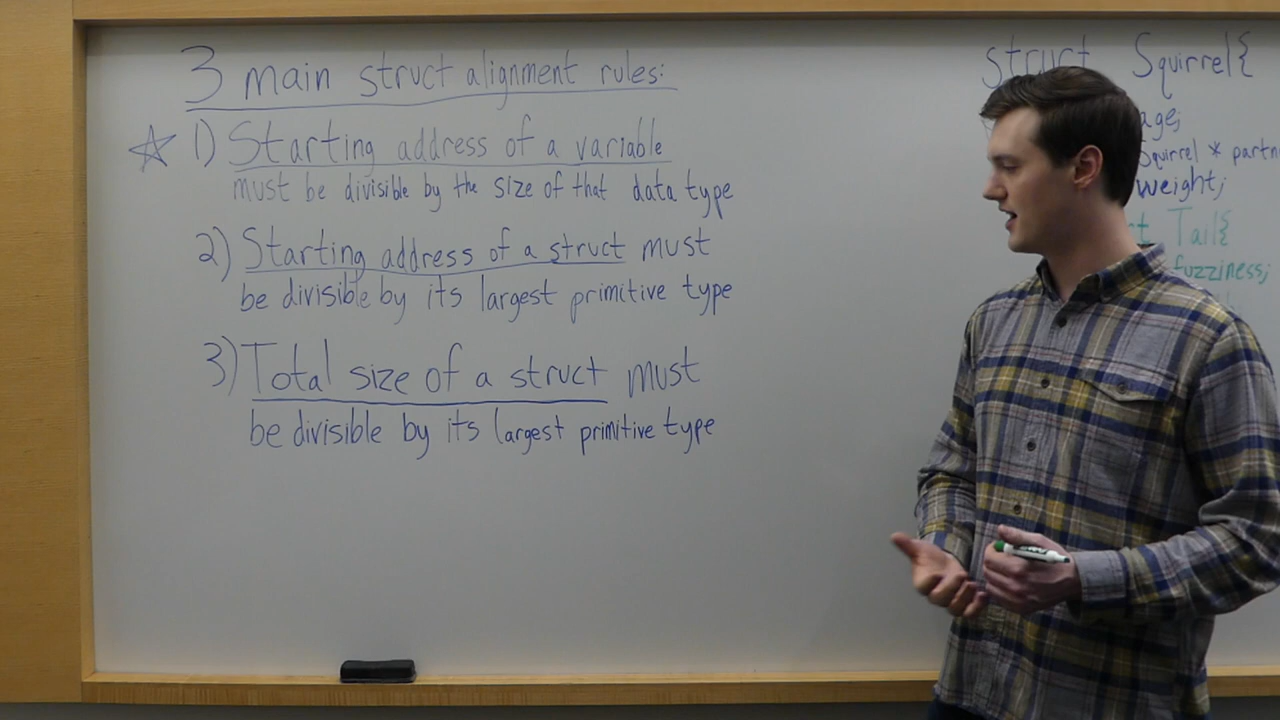 3 main struct alignment rules:
1) Starting address of a variable
must be divisible by the size of that data type
2) Starting address of a struct must
be divisible by its largest primitive type
3) Total size of a struct must
be divisible by its largest primitive type
struct Squirrel{
age;
Squirrel *
weight;
Tail{
fuzziness;